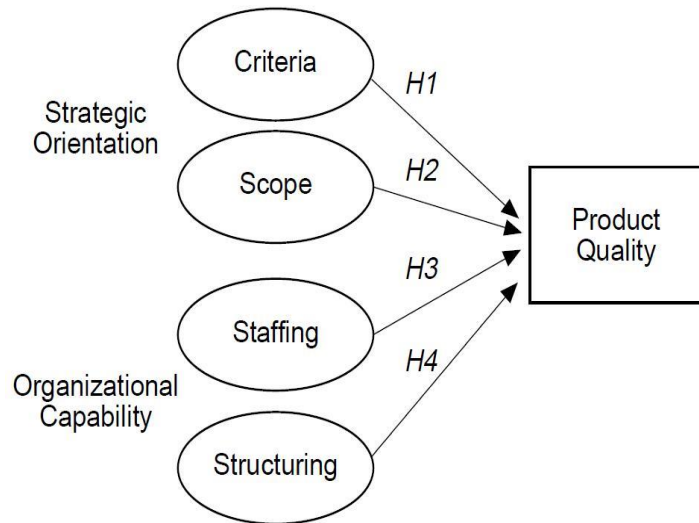 Criteria
H1
Strategic
Orientation
H2
Scope
Product
Quality
H3
Staffing
H4
Organizational
Capability
Structuring